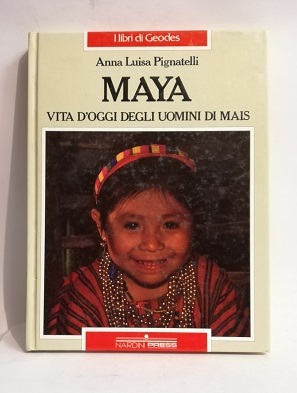 I libri di Geodes
Anna Luisa Pignatelli
MAYA
VITA D'OGGI DEGLI UOMINI DI MAIS
NARDINI PRESS